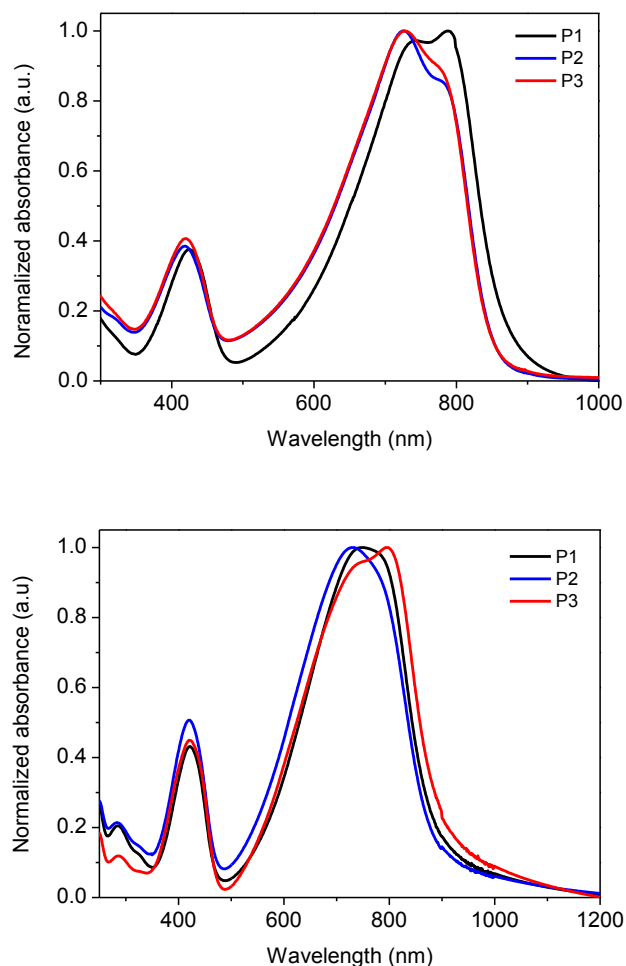 1.0
0.8
0.6
0.4
0.2
0.0
Noramalized absorbance (a.u.)
P1
P2
P3
400 600 800 1000
Wavelength (nm)
1.0
0.8
0.6
0.4
0.2
0.0
Normalized absorbance (a.u)
P1
P2
P3
400 600 800 1000 1200
Wavelength (nm)